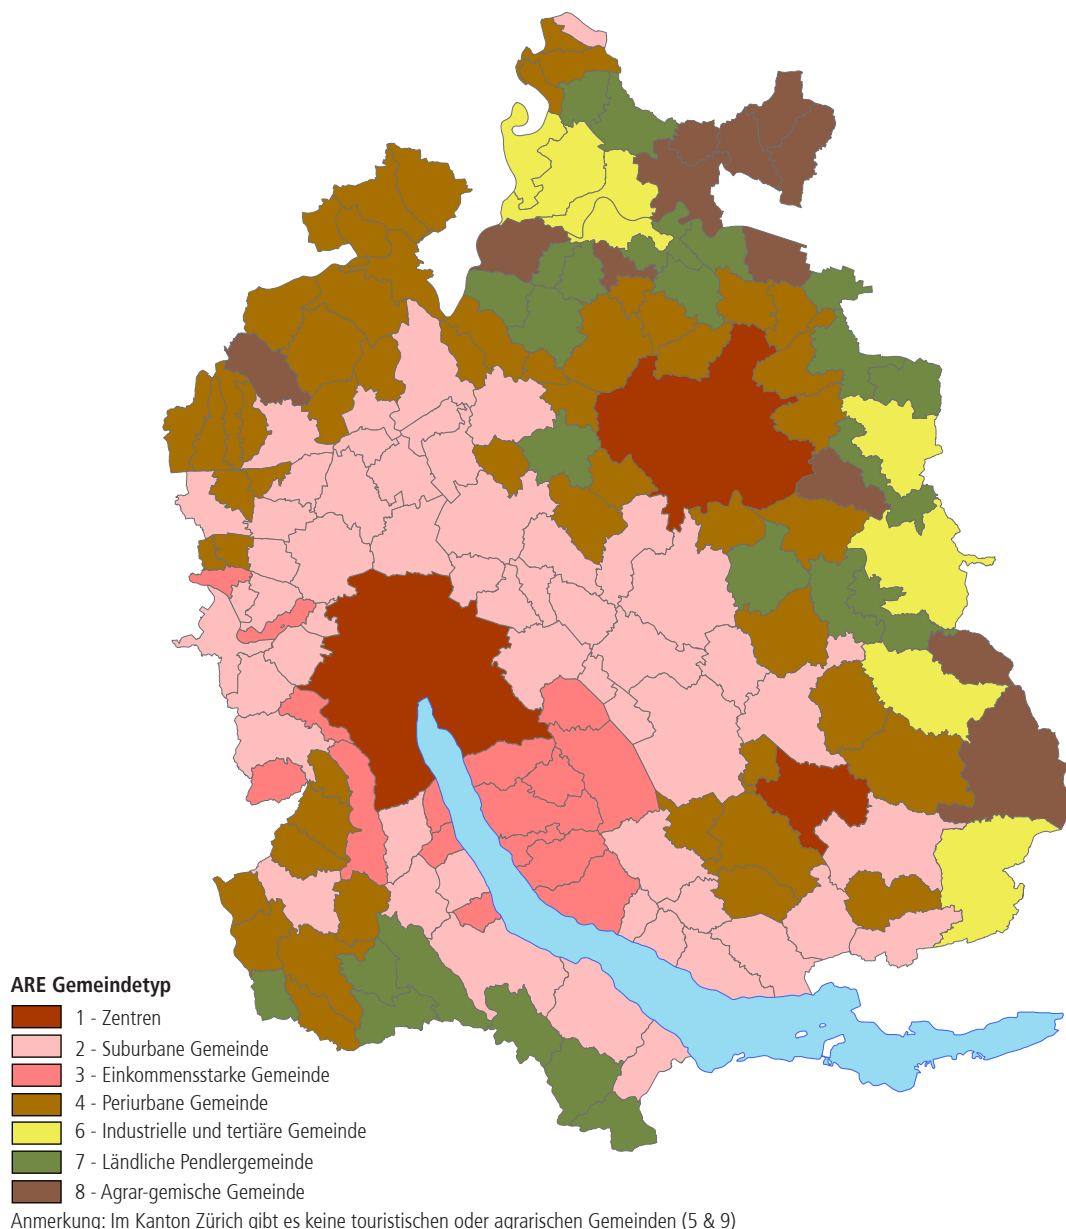 ARE Gemeindetyp
1 - Zentren
2 - Suburbane Gemeinde
3 - Einkommensstarke Gemeinde
4 - Periurbane Gemeinde
6 - Industrielle und tertiäre Gemeinde
7 - Ländliche Pendlergemeinde
8 - Agrar-gemische Gemeinde
Anmerkung: Im Kanton Zürich gibt es keine touristischen oder agrarischen Gemeinden (5 & 9)